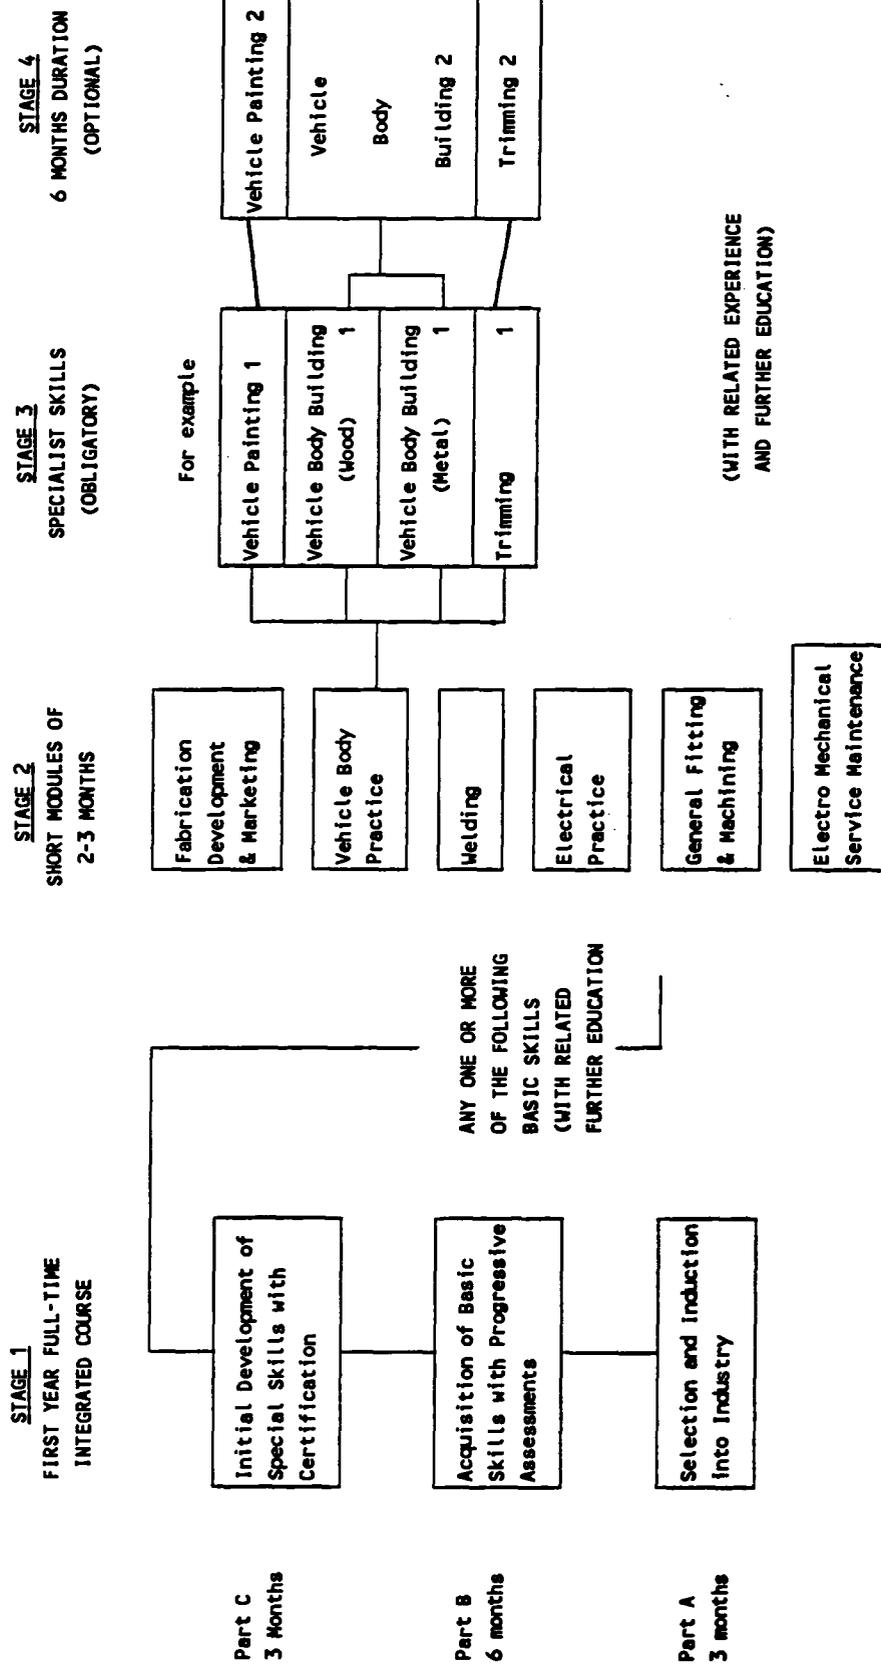 STAGE 1
FIRST YEAR FULL-TIME
INTEGRATED COURSE
Part C
3 Months
Initial Development of
Special Skills with
Certification
Part B
6 months
Acquisition of Basic
Skills with Progressive
Assessments
Part A
3 months
Selection and Induction
into Industry
ANY ONE OR MORE
OF THE FOLLOWING
BASIC SKILLS
(WITH RELATED
FURTHER EDUCATION
STAGE 2
SHORT MODULES OF
2-3 MONTHS
Fabrication
Development
& Marketing
Vehicle Body
Practice
Welding
Electrical
Practice
General Fitting
& Machining
Electro Mechanical
Service Maintenance
STAGE 3
SPECIALIST SKILLS
(OBLIGATORY)
For example
Vehicle Painting 1
Vehicle Body Building
(Wood) 1
Vehicle Body Building
(Metal) 1
Trimming 1
(WITH RELATED EXPERIENCE
AND FURTHER EDUCATION)
STAGE 4
6 MONTHS DURATION
(OPTIONAL)
Vehicle Painting 2
Vehicle
Body
Building 2
Trimming 2